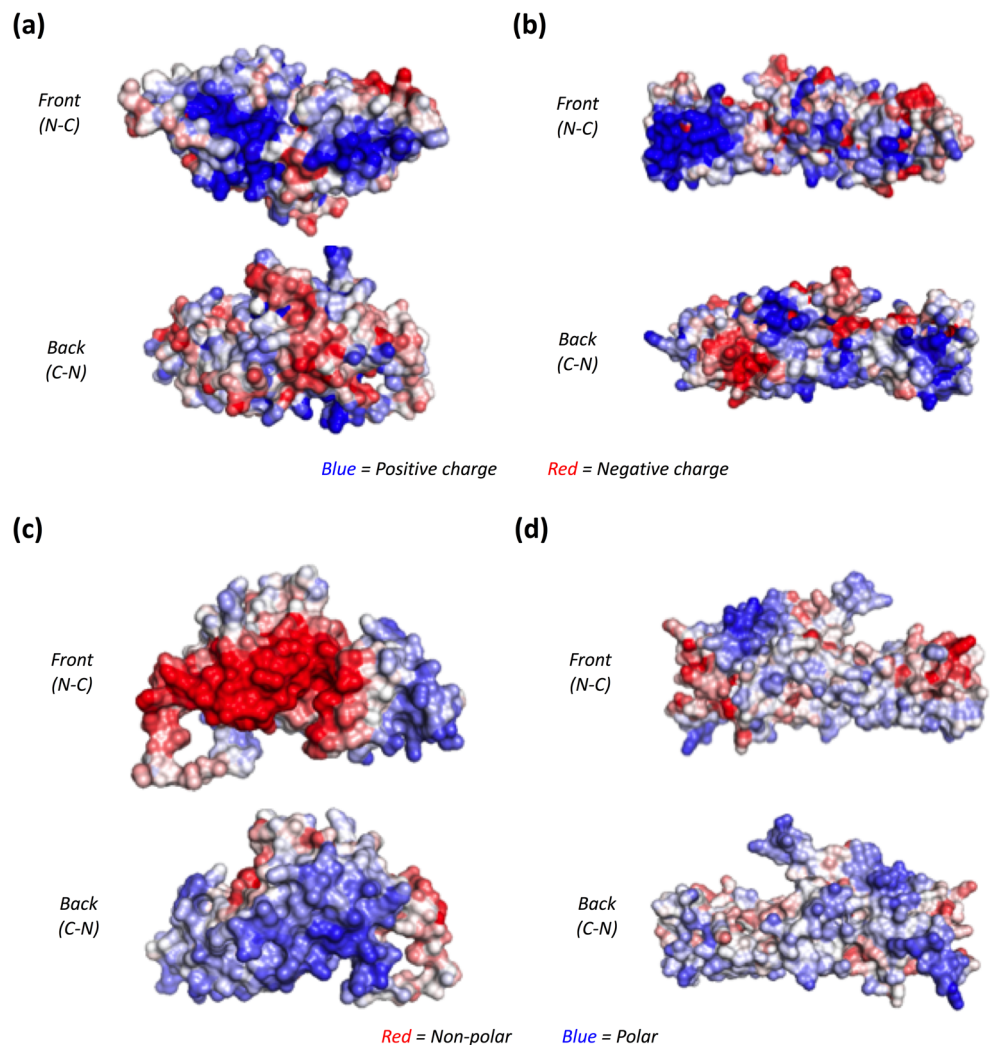 (a)
(b)
Front
(N-C)
Front
(N-C)
Back
(C-N)
Back
(C-N)
Blue = Positive charge
Red = Negative charge
(c)
(d)
Front
(N-C)
Front
(N-C)
Back
(C-N)
Back
(C-N)
Red = Non-polar
Blue = Polar